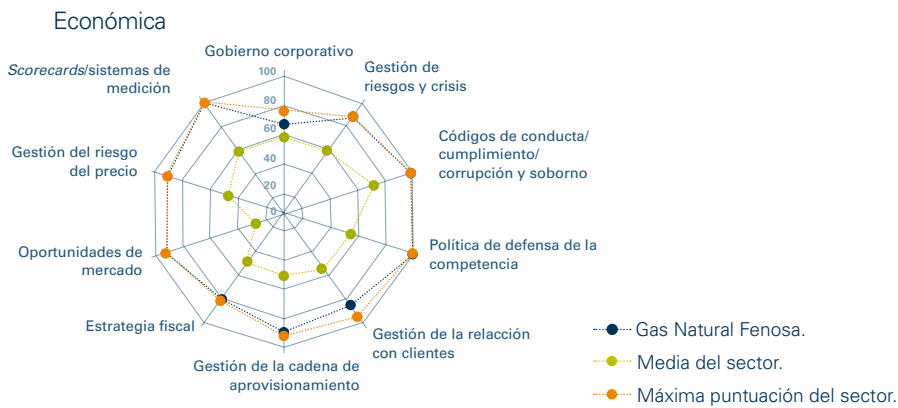 Económica
Gobierno corporativo
Scorecards/sistemas de
medición
Gestión de
riesgos y crisis
100
80
60
40
20
0
Códigos de conducta/
cumplimiento/
corrupción y soborno
Gestión del riesgo
del precio
Oportunidades de
mercado
Política de defensa de la
competencia
Estrategia fiscal
Gestión de la relacción
con clientes
Gestión de la cadena de
aprovisionamiento
Gas Natural Fenosa.
Media del sector.
Máxima puntuación del sector.